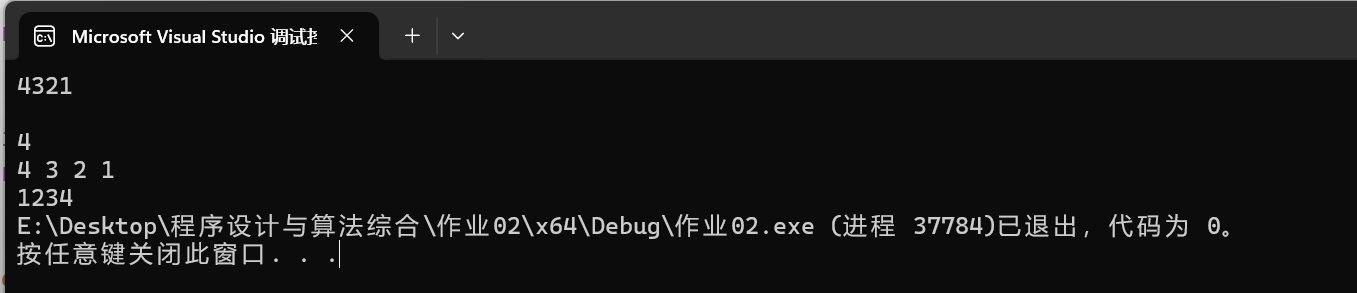 Microsoft Visual Studio 调试
4321
4
4 3 2 1
1234
E:\Desktop\程序设计与算法综合\作业02\x64\Debug\作业02.exe (进程 37784)已退出，代码为 0。
按任意键关闭此窗口. . .